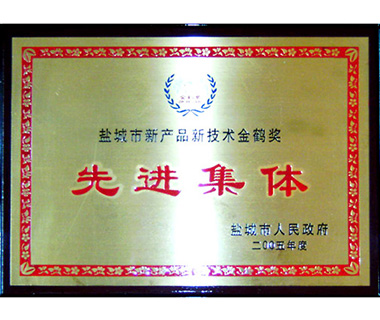 盐城市新产品新技术金鹤奖
先进集体
盐城市人民政府
二00五年度